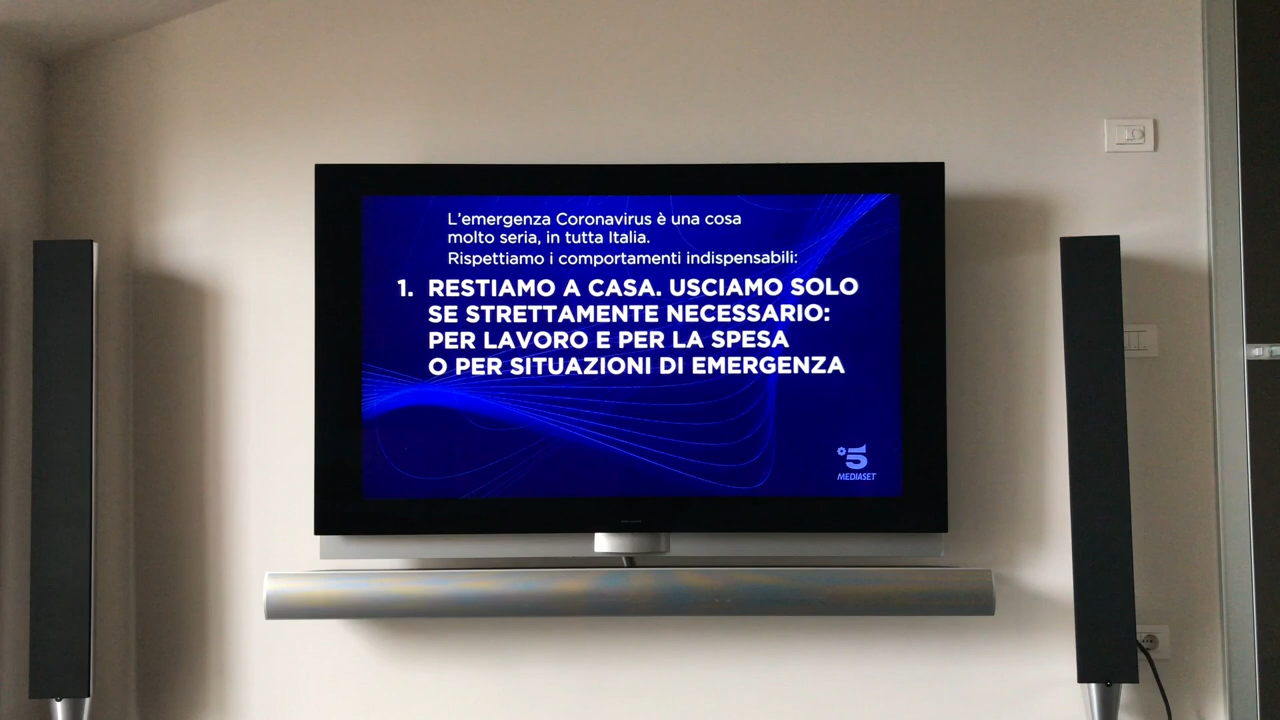 L'emergenza Coronavirus è una cosa
molto seria, in tutta Italia.
Rispettiamo i comportamenti indispensabili:
1. RESTIAMO A CASA. USCIAMO SOLO
SE STRETTAMENTE NECESSARIO:
PER LAVORO E PER LA SPESA
O PER SITUAZIONI DI EMERGENZA
5
MEDIASET